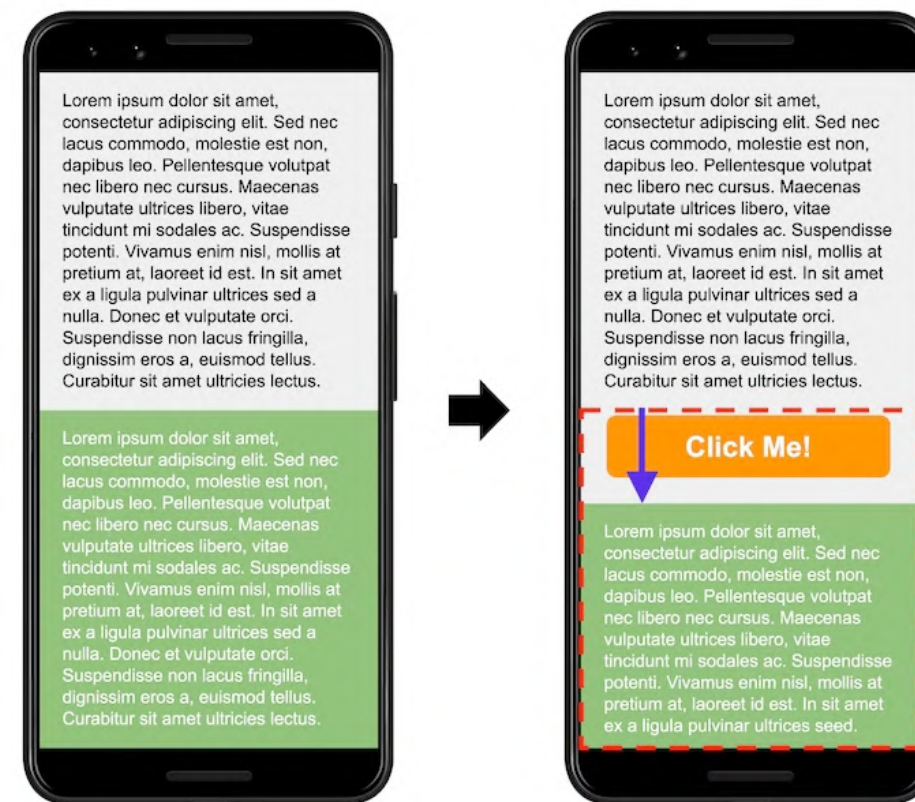 Lorem ipsum dolor sit amet,
consectetur adipiscing elit. Sed nec
lacus commodo, molestie est non,
dapibus leo. Pellentesque volutpat
nec libero nec cursus. Maecenas
vulputate ultrices libero, vitae
tincidunt mi sodales ac. Suspendisse
potenti. Vivamus enim nisl, mollis at
pretium at, laoreet id est. In sit amet
ex a ligula pulvinar ultrices sed a
nulla. Donec et vulputate orci.
Suspendisse non lacus fringilla,
dignissim eros a, euismod tellus.
Curabitur sit amet ultricies lectus.
Lorem ipsum dolor sit amet,
consectetur adipiscing elit. Sed nec
lacus commodo, molestie est non,
dapibus leo. Pellentesque volutpat
nec libero nec cursus. Maecenas
vulputate ultrices libero, vitae
tincidunt mi sodales ac. Suspendisse
potenti. Vivamus enim nisl, mollis at
pretium at, laoreet id est. In sit amet
ex a ligula pulvinar ultrices sed a
nulla. Donec et vulputate orci.
Suspendisse non lacus fringilla,
dignissim eros a, euismod tellus.
Curabitur sit amet ultricies lectus.
Lorem ipsum dolor sit amet,
consectetur adipiscing elit. Sed nec
lacus commodo, molestie est non,
dapibus leo. Pellentesque volutpat
nec libero nec cursus. Maecenas
vulputate ultrices libero, vitae
tincidunt mi sodales ac. Suspendisse
potenti. Vivamus enim nisl, mollis at
pretium at, laoreet id est. In sit amet
ex a ligula pulvinar ultrices sed a
nulla. Donec et vulputate orci.
Suspendisse non lacus fringilla,
dignissim eros a, euismod tellus.
Curabitur sit amet ultricies lectus.
Click Me!
Lorem ipsum dolor sit amet,
consectetur adipiscing elit. Sed nec
lacus commodo, molestie est non,
dapibus leo. Pellentesque volutpat
nec libero nec cursus. Maecenas
vulputate ultrices libero, vitae
tincidunt mi sodales ac. Suspendisse
potenti. Vivamus enim nisl, mollis at
pretium at, laoreet id est. In sit amet
ex a ligula pulvinar ultrices seed.